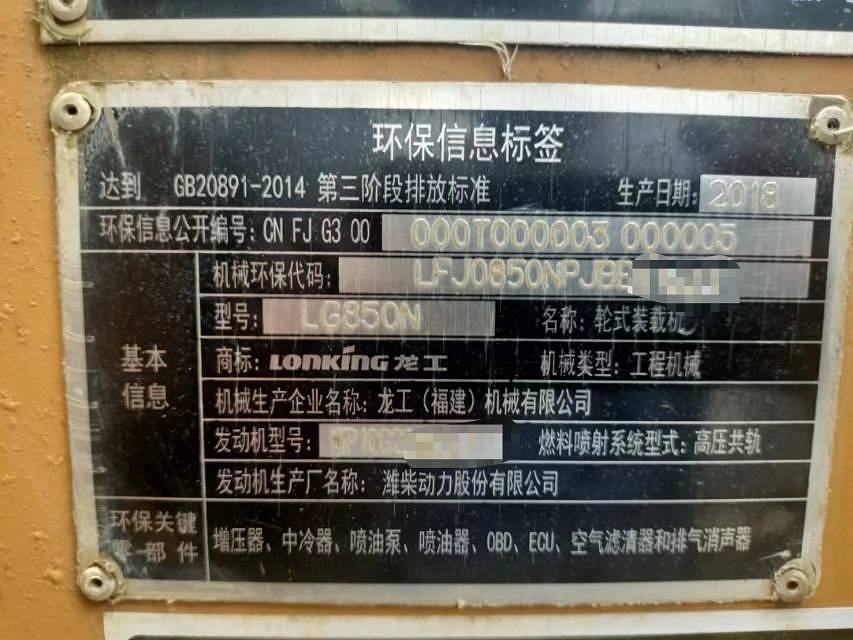 环保信息标签
达到 GB20891-2014 第三阶段排放标准 生产日期: 2018
环保信息公开编号: CN FJ G3 00 000T000003 000005
基本信息
机械环保代码: LFJ0850NPJBE
型号: LG850N 名称: 轮式装载机
商标: LONKING 龙工 机械类型: 工程机械
机械生产企业名称: 龙工（福建）机械有限公司
发动机型号: 燃料喷射系统型式: 高压共轨
发动机生产厂名称: 潍柴动力股份有限公司
环保关键零部件
增压器、中冷器、喷油泵、喷油器、OBD、ECU、空气滤清器和排气消声器